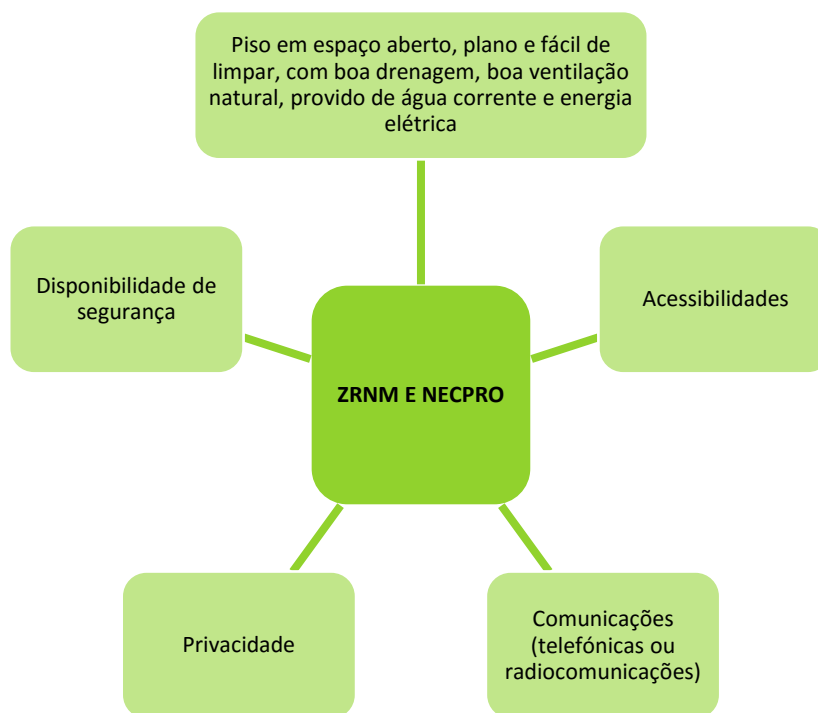 Piso em espaço aberto, plano e fácil de
limpar, com boa drenagem, boa ventilação
natural, provido de água corrente e energia
elétrica
Disponibilidade de
segurança
Acessibilidades
ZRNM E NECPRO
Privacidade
Comunicações
(telefónicas ou
radiocomunicações)